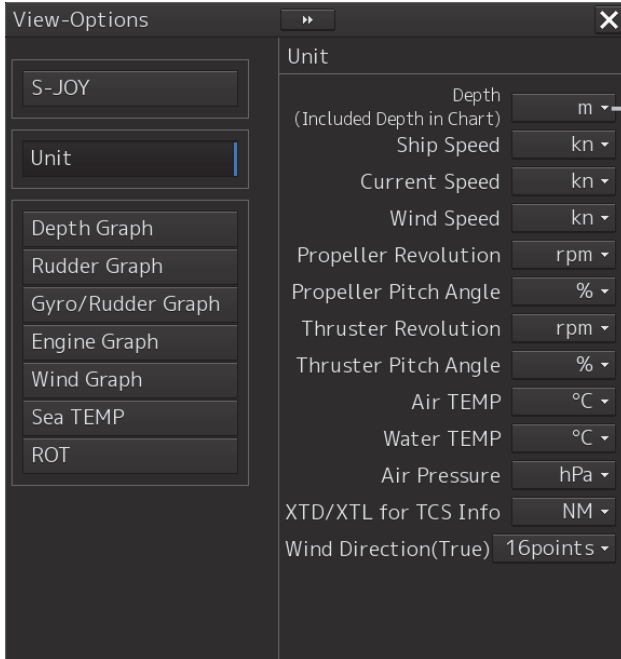 View-Options
S-JOY
Unit
Depth Graph
Rudder Graph
Gyro/Rudder Graph
Engine Graph
Wind Graph
Sea TEMP
ROT
Unit
Depth
(Included Depth in Chart) m
Ship Speed kn
Current Speed kn
Wind Speed kn
Propeller Revolution rpm
Propeller Pitch Angle %
Thruster Revolution rpm
Thruster Pitch Angle %
Air TEMP °C
Water TEMP °C
Air Pressure hPa
XTD/XTL for TCS Info NM
Wind Direction(True) 16points